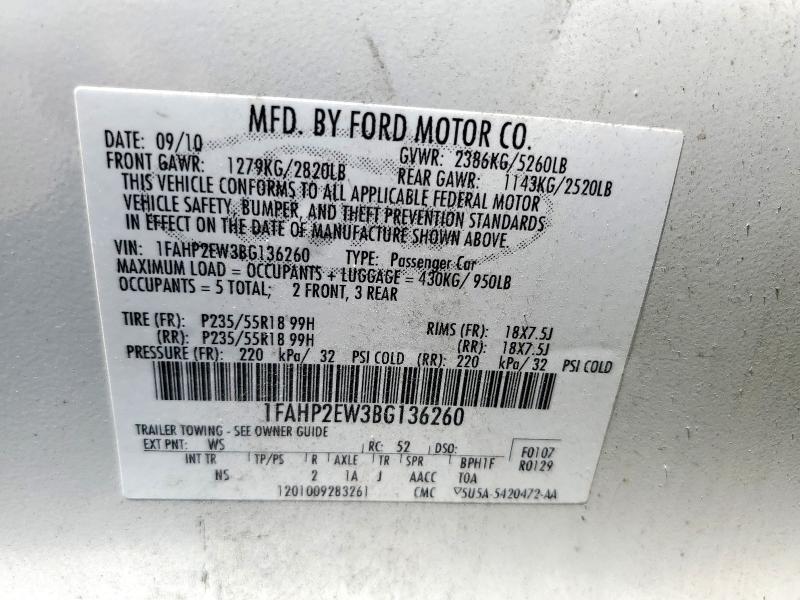 MFD. BY FORD MOTOR CO.
DATE: 09/10 GVWR: 2386KG/5260LB
FRONT GAWR: 1279KG/2820LB REAR GAWR: 1143KG/2520LB
THIS VEHICLE CONFORMS TO ALL APPLICABLE FEDERAL MOTOR
VEHICLE SAFETY, BUMPER, AND THEFT PREVENTION STANDARDS
IN EFFECT ON THE DATE OF MANUFACTURE SHOWN ABOVE.
VIN: 1FAHP2EW3BG136260 TYPE: Passenger Car
MAXIMUM LOAD = OCCUPANTS + LUGGAGE = 430KG/ 950LB
OCCUPANTS = 5 TOTAL; 2 FRONT, 3 REAR
TIRE (FR): P235/55R18 99H RIMS (FR): 18X7.5J
(RR): P235/55R18 99H (RR): 18X7.5J
PRESSURE (FR): 220 kPa/ 32 PSI COLD (RR): 220 kPa/ 32 PSI COLD
1FAHP2EW3BG136260
TRAILER TOWING - SEE OWNER GUIDE
EXT PNT: WS RC: 52 DSO: F0107
INT TR TP/PS R AXLE TR SPR BPH1F R0129
NS 2 1A J AACC TOA
1201009283261 CMC 5U5A-5420472-AA